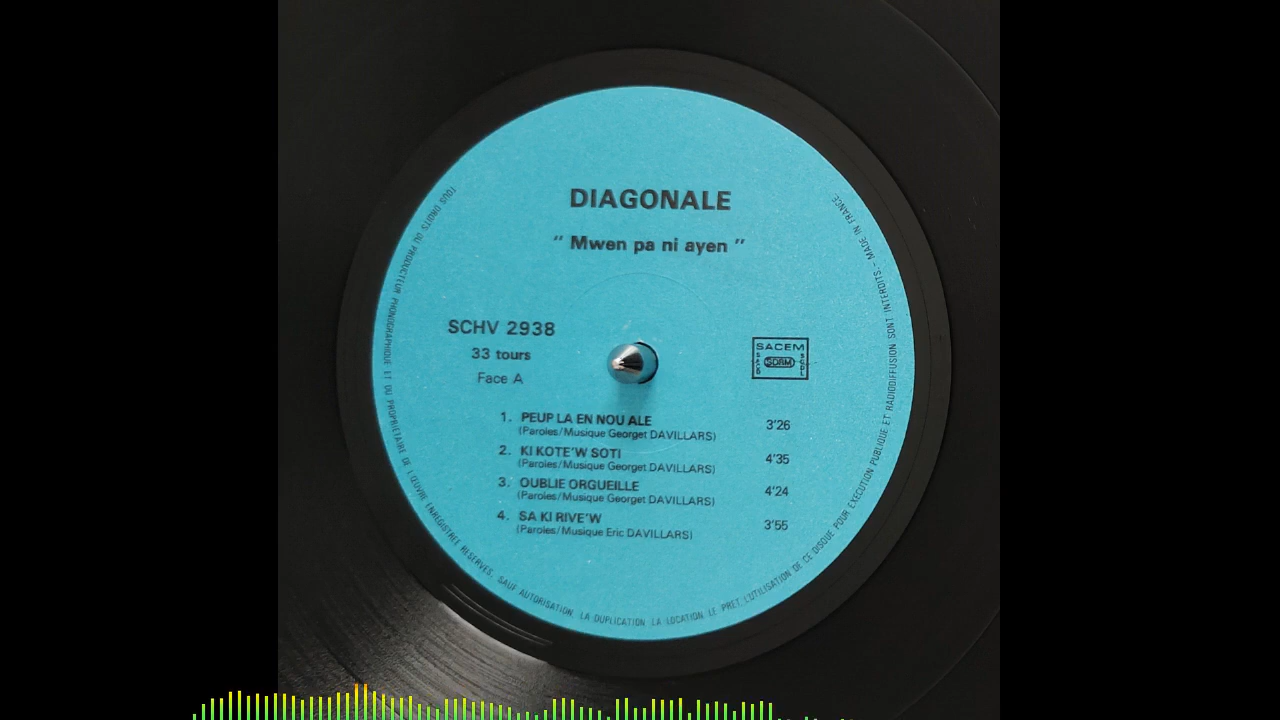 DIAGONALE
" Mwen pa ni ayen "
SCHV 2938
33 tours
Face A
SACEM
SDRM
SACD
SGDL
1. PEUP LA EN NOU ALE 3'26
(Paroles/Musique Georget DAVILLARS)
2. KI KOTE'W SOTI 4'35
(Paroles/Musique Georget DAVILLARS)
3. OUBLIE ORGUEILLE 4'24
(Paroles/Musique Georget DAVILLARS)
4. SA KI RIVE'W 3'55
(Paroles/Musique Eric DAVILLARS)
TOUS DROITS DU PRODUCTEUR PHONOGRAPHIQUE ET DU PROPRIETAIRE DE L'ŒUVRE ENREGISTREE RESERVES. SAUF AUTORISATION, LA DUPLICATION, LA LOCATION, LE PRET, L'UTILISATION DE CE DISQUE POUR EXECUTION PUBLIQUE ET RADIODIFFUSION SONT INTERDITS. - MADE IN FRANCE